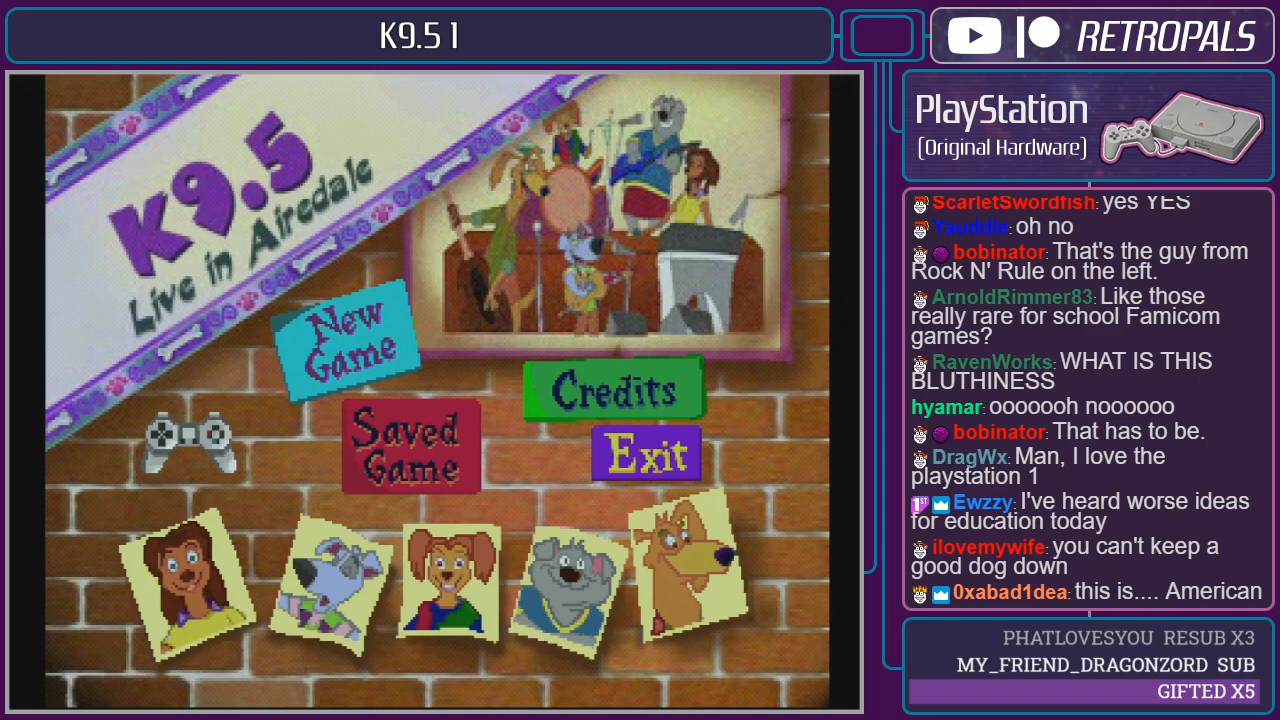 K9.5 I
RETROPALS
PlayStation
(Original Hardware)
K9.5
Live in Airedale
New
Game
Credits
Saved
Game
Exit
ScarletSwordfish: yes YES
Yauddle: oh no
bobinator: That's the guy from
Rock N' Rule on the left.
ArnoldRimmer83: Like those
really rare for school Famicom
games?
RavenWorks: WHAT IS THIS
BLUTHINESS
hyamar: ooooooh noooooo
bobinator: That has to be.
DragWx: Man, I love the
playstation 1
1ST Ewzzy: I've heard worse ideas
for education today
ilovemywife: you can't keep a
good dog down
0xabad1dea: this is.... American
PHATLOVESYOU RESUB X3
MY_FRIEND_DRAGONZORD SUB
GIFTED X5